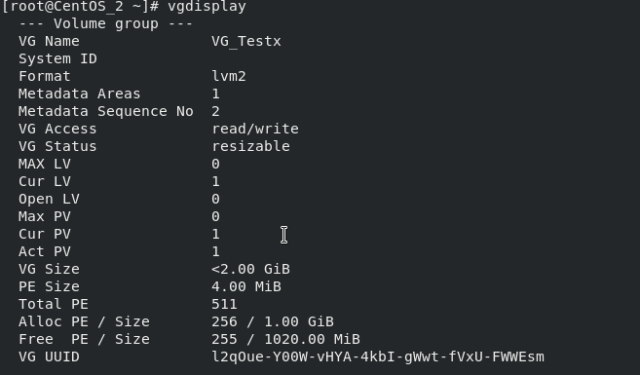 [root@CentOS_2 ~]# vgdisplay
--- Volume group ---
VG Name VG_Testx
System ID
Format lvm2
Metadata Areas 1
Metadata Sequence No 2
VG Access read/write
VG Status resizable
MAX LV 0
Cur LV 1
Open LV 0
Max PV 0
Cur PV 1
Act PV 1
VG Size <2.00 GiB
PE Size 4.00 MiB
Total PE 511
Alloc PE / Size 256 / 1.00 GiB
Free PE / Size 255 / 1020.00 MiB
VG UUID l2qOue-Y00W-vHYA-4kbI-gWwt-fVxU-FWWEsm